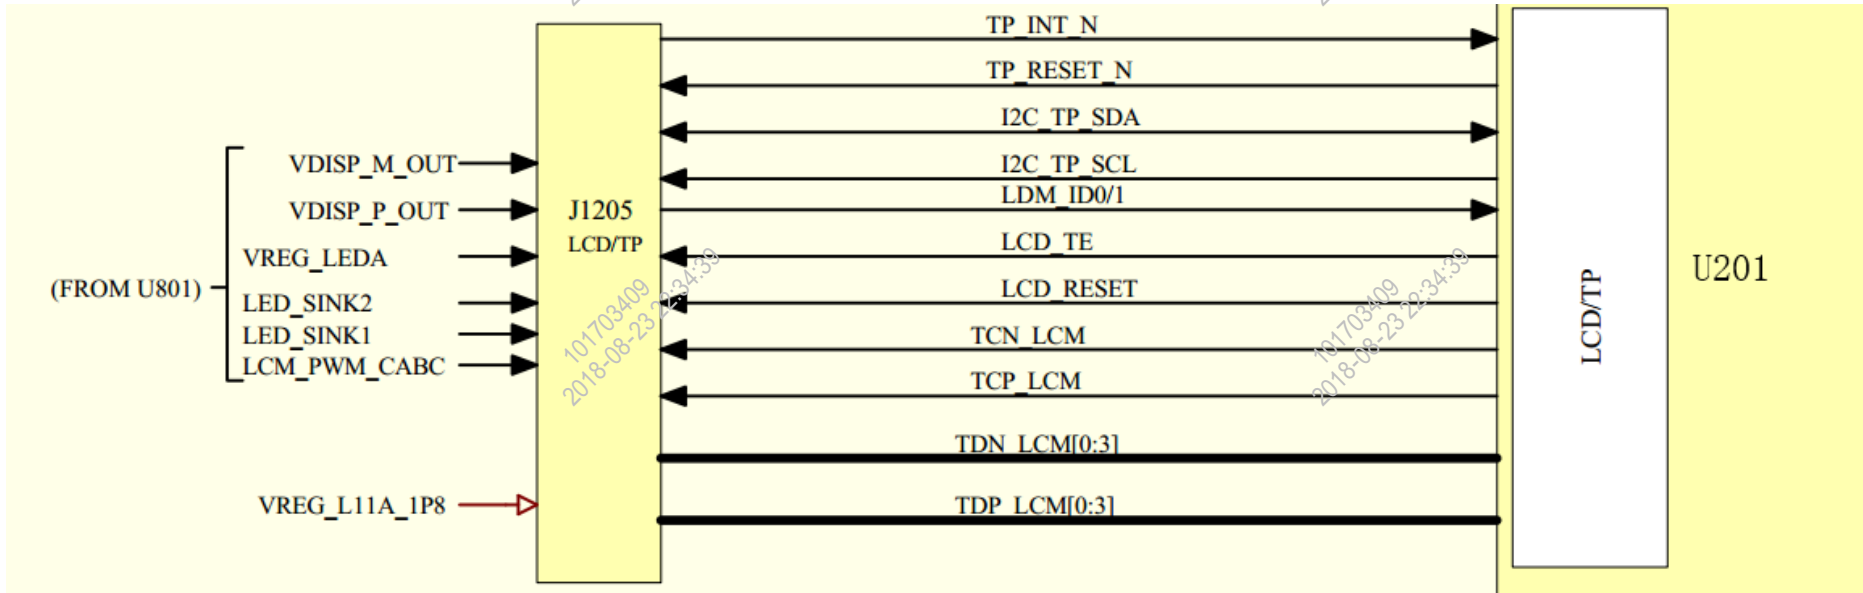 TP_INT_N
TP_RESET_N
I2C_TP_SDA
I2C_TP_SCL
LDM_ID0/1
LCD_TE
LCD_RESET
TCN_LCM
TCP_LCM
TDN_LCM[0:3]
TDP_LCM[0:3]
(FROM U801)
VDISP_M_OUT
VDISP_P_OUT
VREG_LEDA
LED_SINK2
LED_SINK1
LCM_PWM_CABC
VREG_L11A_1P8
J1205
LCD/TP
LCD/TP
U201
101703409
2018-08-23 22:34:39
101703409
2018-08-23 22:34:39